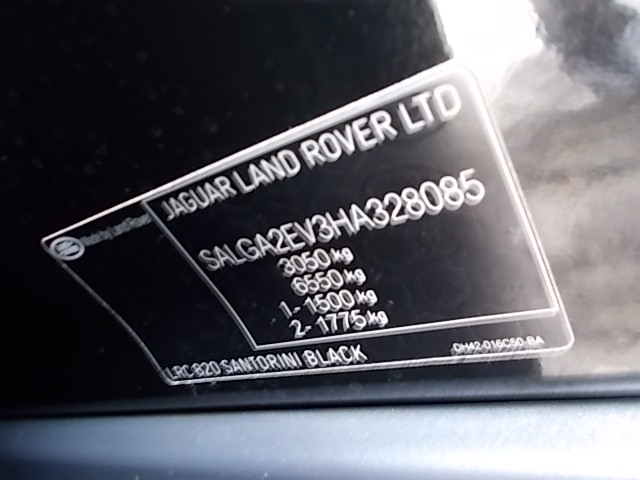 JAGUAR LAND ROVER LTD
SALGA2EV3HA328085
3050 kg
6550 kg
1- 1500 kg
2- 1775 kg
LRC820 SANTORINI BLACK
DH42-016C50-BA